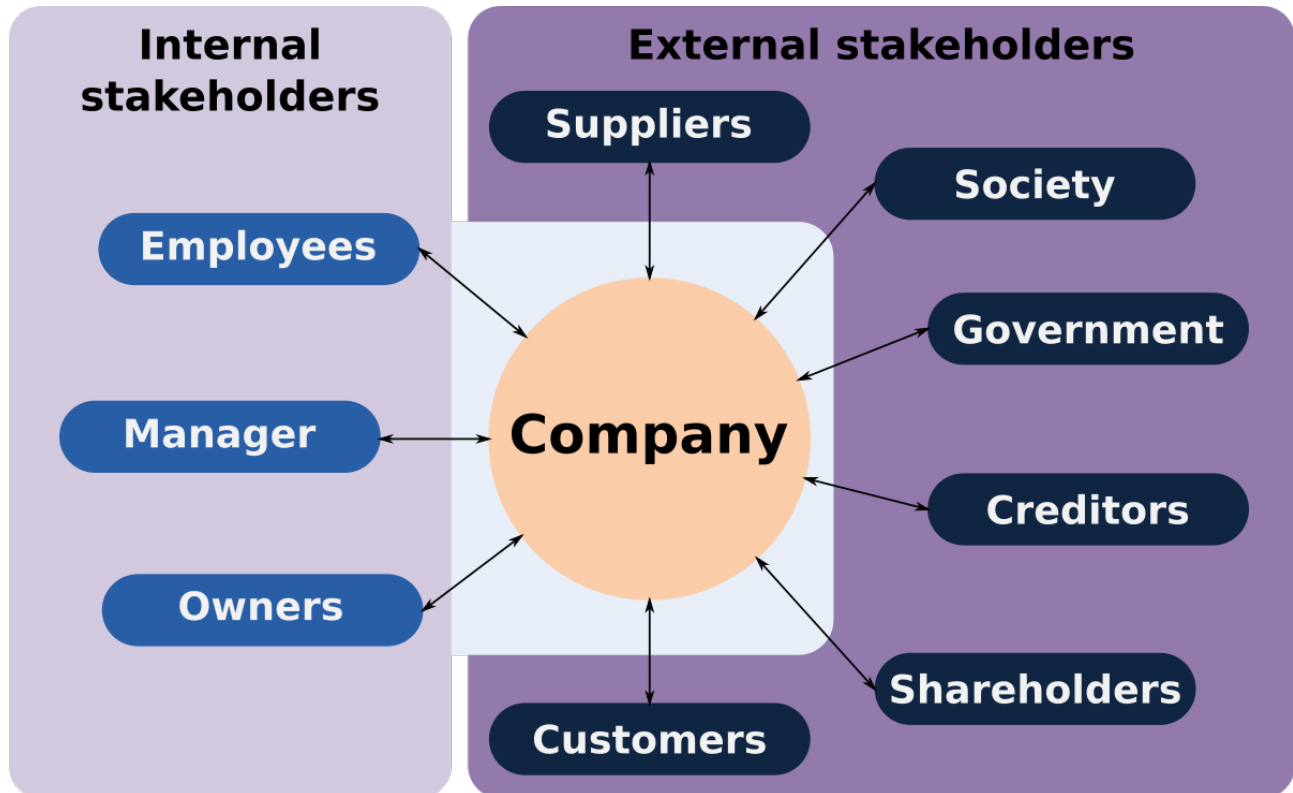 Internal
stakeholders
Employees
Manager
Owners
Company
External stakeholders
Suppliers
Society
Government
Creditors
Shareholders
Customers